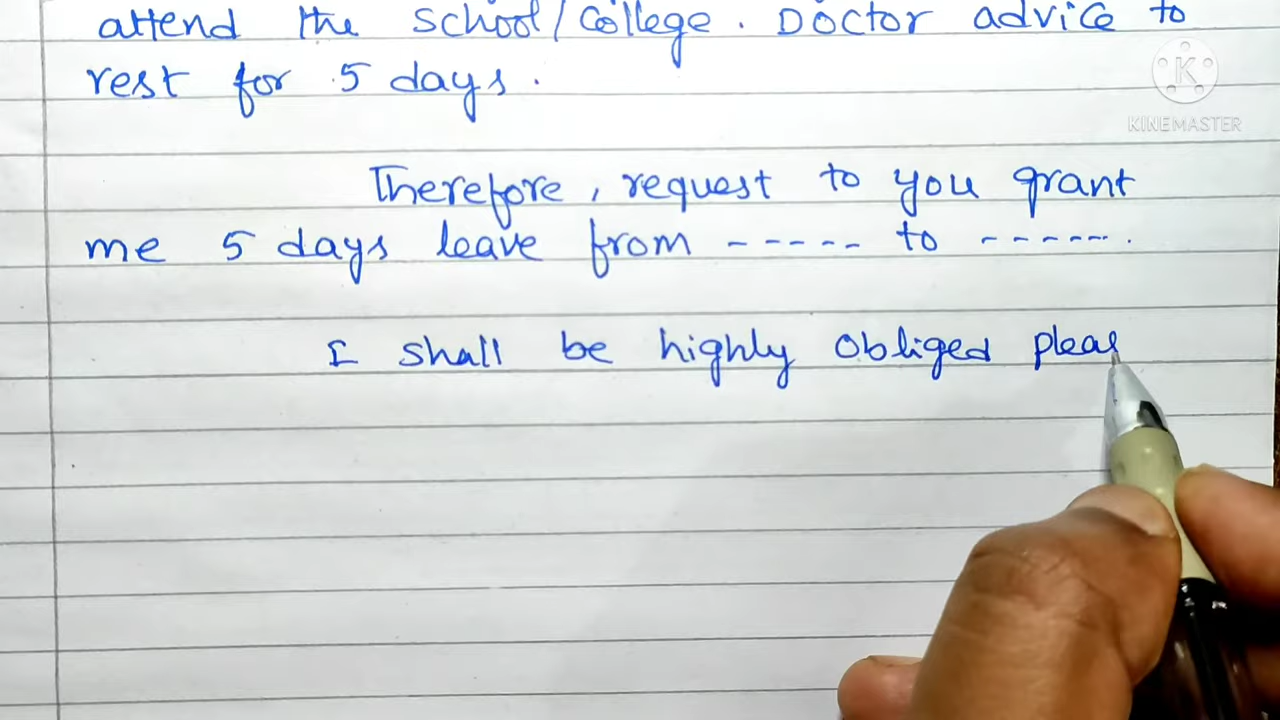 attend the school/college. Doctor advice to
rest for 5 days.
KINEMASTER
Therefore, request to you grant
me 5 days leave from ----- to ------.
I shall be highly obliged pleas